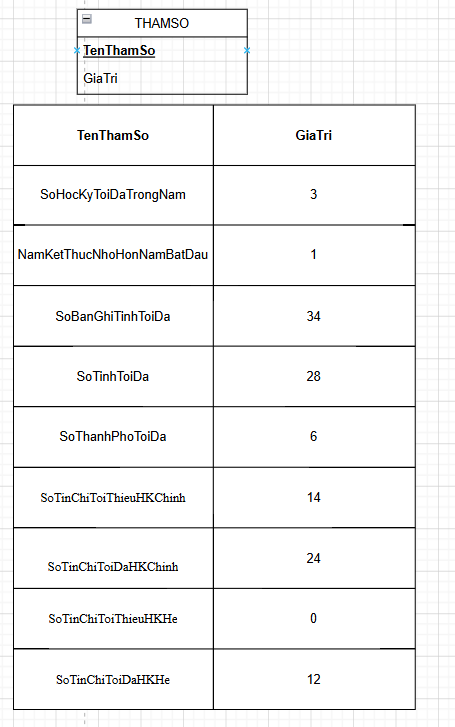 THAMSO
TenThamSo
GiaTri
TenThamSo GiaTri
SoHocKyToiDaTrongNam 3
NamKetThucNhoHonNamBatDau 1
SoBanGhiTinhToiDa 34
SoTinhToiDa 28
SoThanhPhoToiDa 6
SoTinChiToiThieuHKChinh 14
SoTinChiToiDaHKChinh 24
SoTinChiToiThieuHKHe 0
SoTinChiToiDaHKHe 12